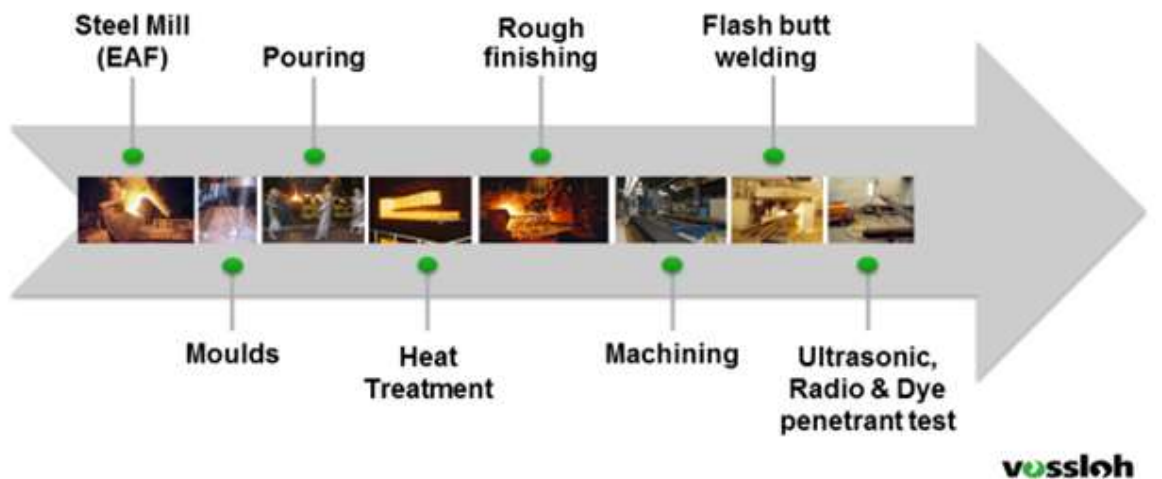 Steel Mill
(EAF)
Pouring
Rough
finishing
Flash butt
welding
Moulds
Heat
Treatment
Machining
Ultrasonic,
Radio & Dye
penetrant test
vossloh